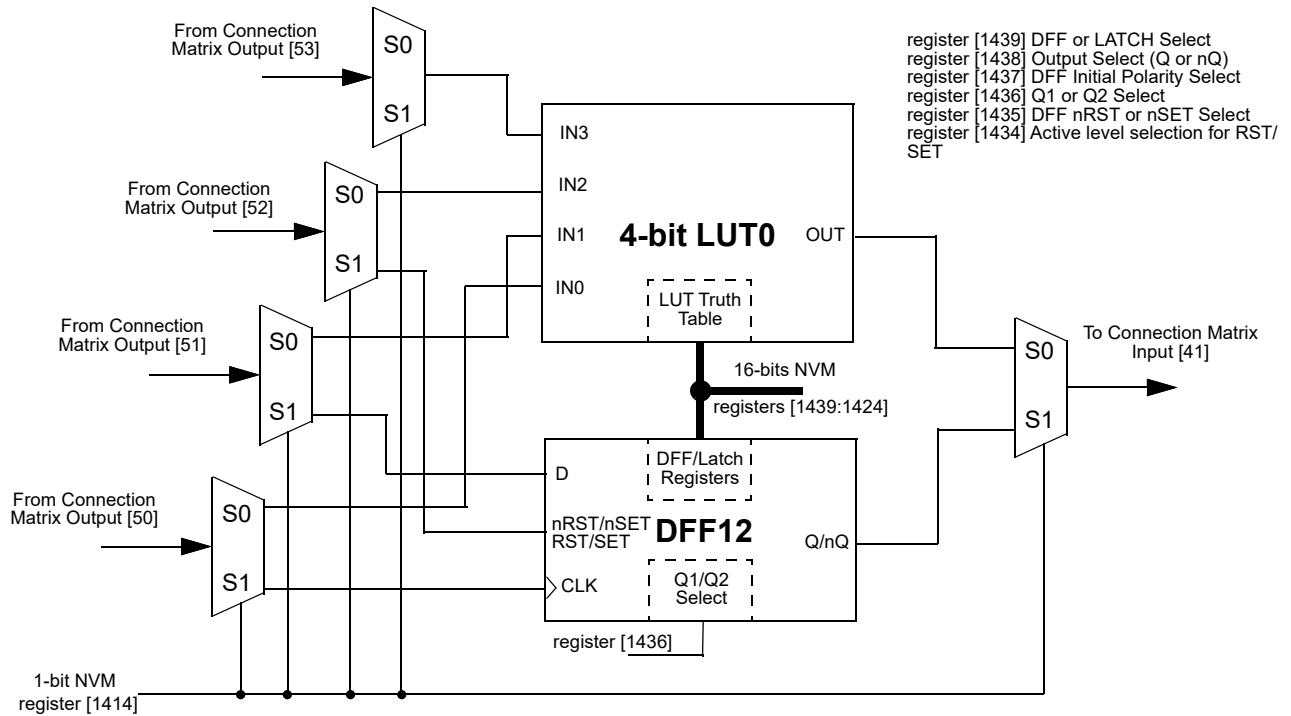 From Connection
Matrix Output [53]
S0
S1
register [1439] DFF or LATCH Select
register [1438] Output Select (Q or nQ)
register [1437] DFF Initial Polarity Select
register [1436] Q1 or Q2 Select
register [1435] DFF nRST or nSET Select
register [1434] Active level selection for RST/
SET
From Connection
Matrix Output [52]
S0
S1
IN3
IN2
IN1
IN0
4-bit LUT0
OUT
LUT Truth
Table
From Connection
Matrix Output [51]
S0
S1
16-bits NVM
registers [1439:1424]
S0
S1
To Connection Matrix
Input [41]
From Connection
Matrix Output [50]
S0
S1
D
nRST/nSET
RST/SET
CLK
DFF/Latch
Registers
DFF12
Q/nQ
Q1/Q2
Select
register [1436]
1-bit NVM
register [1414]